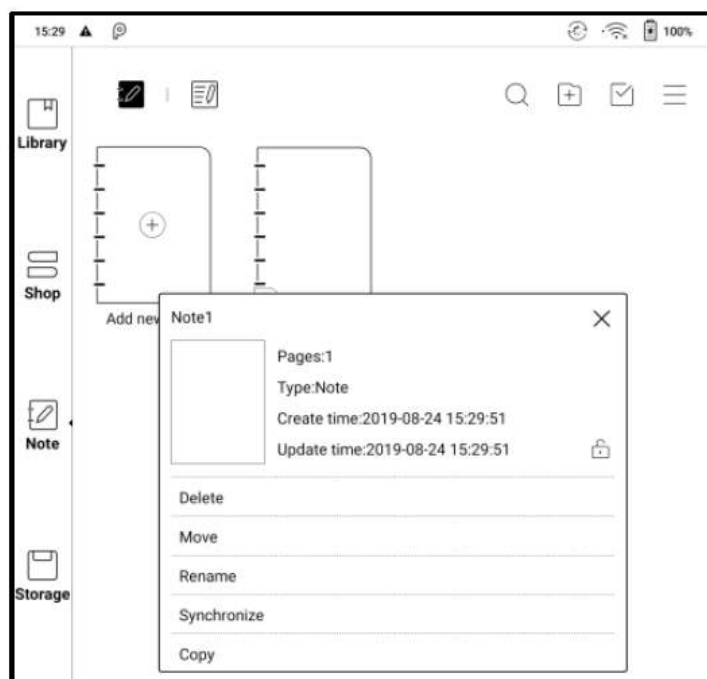 15:29
100%
Library
Shop
Note
Storage
Add new
Note1
Pages:1
Type:Note
Create time:2019-08-24 15:29:51
Update time:2019-08-24 15:29:51
Delete
Move
Rename
Synchronize
Copy